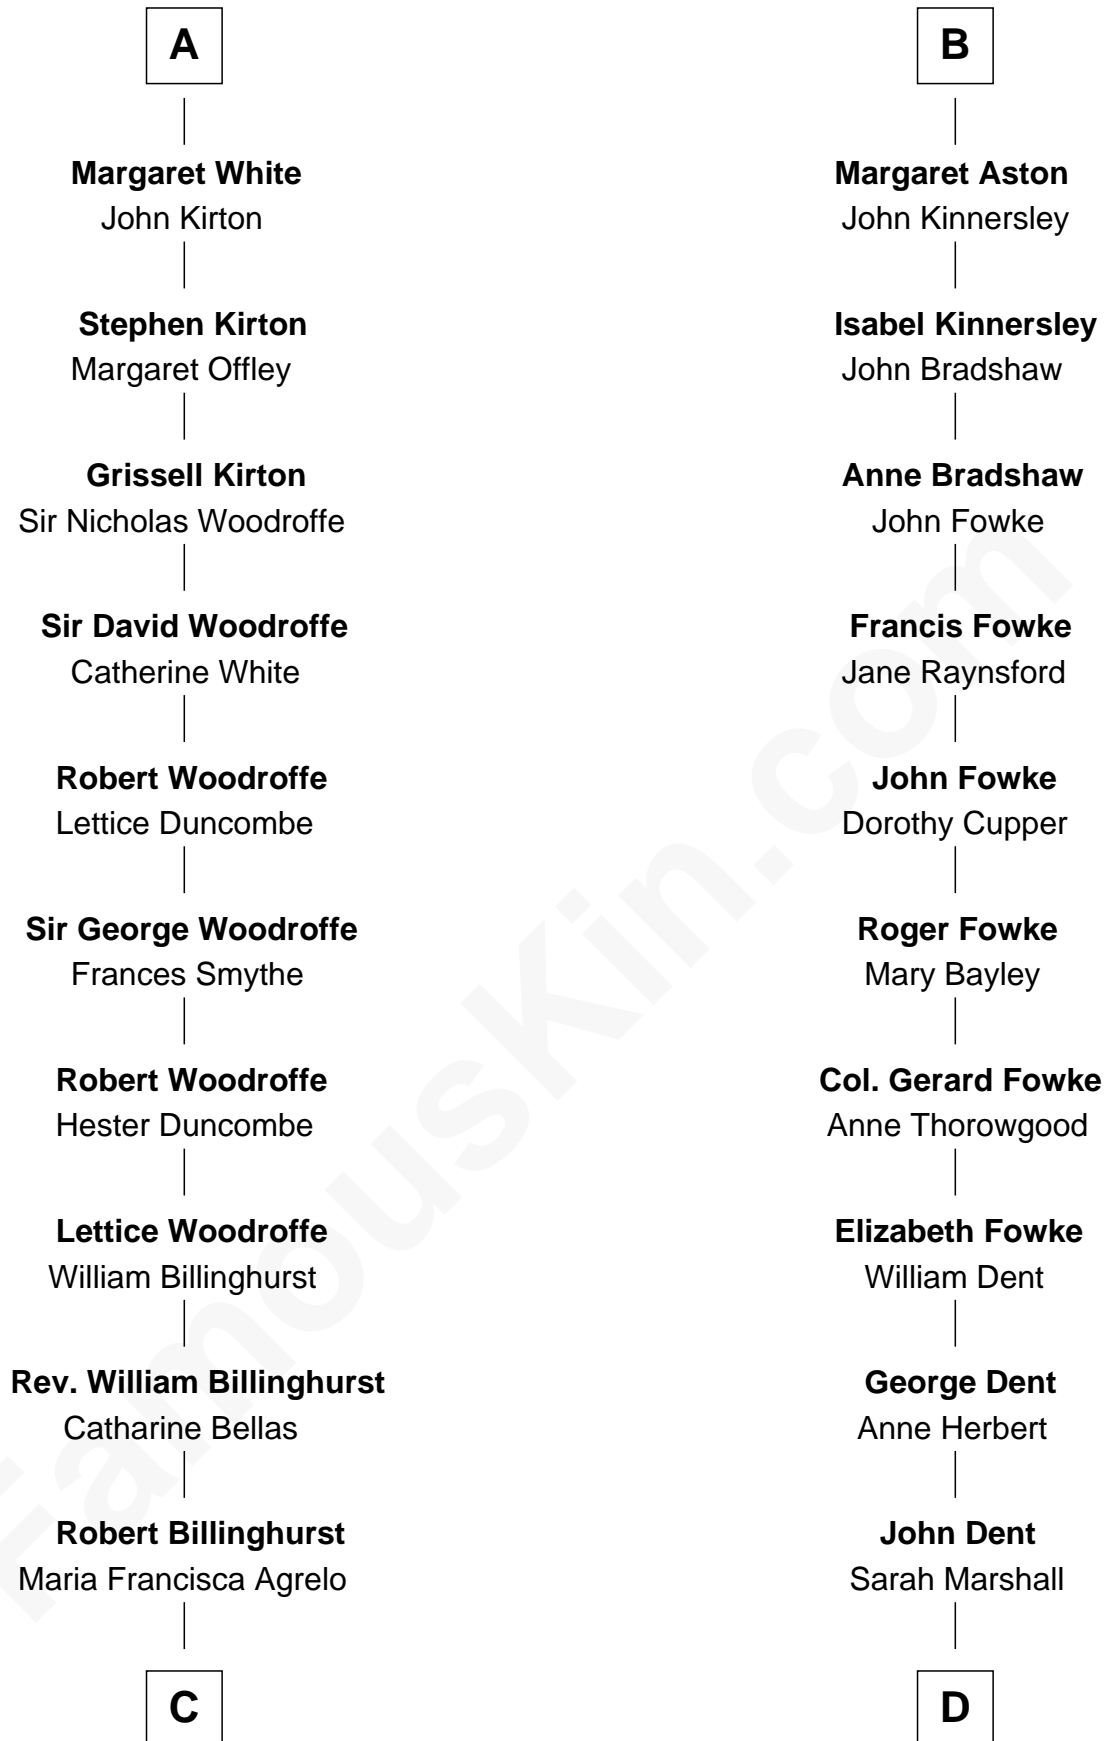 A
Margaret White
John Kirton
Stephen Kirton
Margaret Offley
Grissell Kirton
Sir Nicholas Woodroffe
Sir David Woodroffe
Catherine White
Robert Woodroffe
Lettice Duncombe
Sir George Woodroffe
Frances Smythe
Robert Woodroffe
Hester Duncombe
Lettice Woodroffe
William Billinghurst
Rev. William Billinghurst
Catharine Bellas
Robert Billinghurst
Maria Francisca Agrelo
C
B
Margaret Aston
John Kinnersley
Isabel Kinnersley
John Bradshaw
Anne Bradshaw
John Fowke
Francis Fowke
Jane Raynsford
John Fowke
Dorothy Cupper
Roger Fowke
Mary Bayley
Col. Gerard Fowke
Anne Thorowgood
Elizabeth Fowke
William Dent
George Dent
Anne Herbert
John Dent
Sarah Marshall
D
FamousKin.com